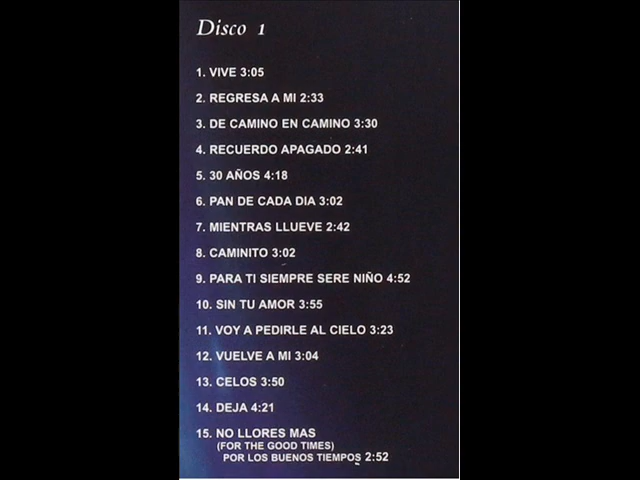 Disco 1
1. VIVE 3:05
2. REGRESA A MI 2:33
3. DE CAMINO EN CAMINO 3:30
4. RECUERDO APAGADO 2:41
5. 30 AÑOS 4:18
6. PAN DE CADA DIA 3:02
7. MIENTRAS LLUEVE 2:42
8. CAMINITO 3:02
9. PARA TI SIEMPRE SERE NIÑO 4:52
10. SIN TU AMOR 3:55
11. VOY A PEDIRLE AL CIELO 3:23
12. VUELVE A MI 3:04
13. CELOS 3:50
14. DEJA 4:21
15. NO LLORES MAS
(FOR THE GOOD TIMES)
POR LOS BUENOS TIEMPOS 2:52